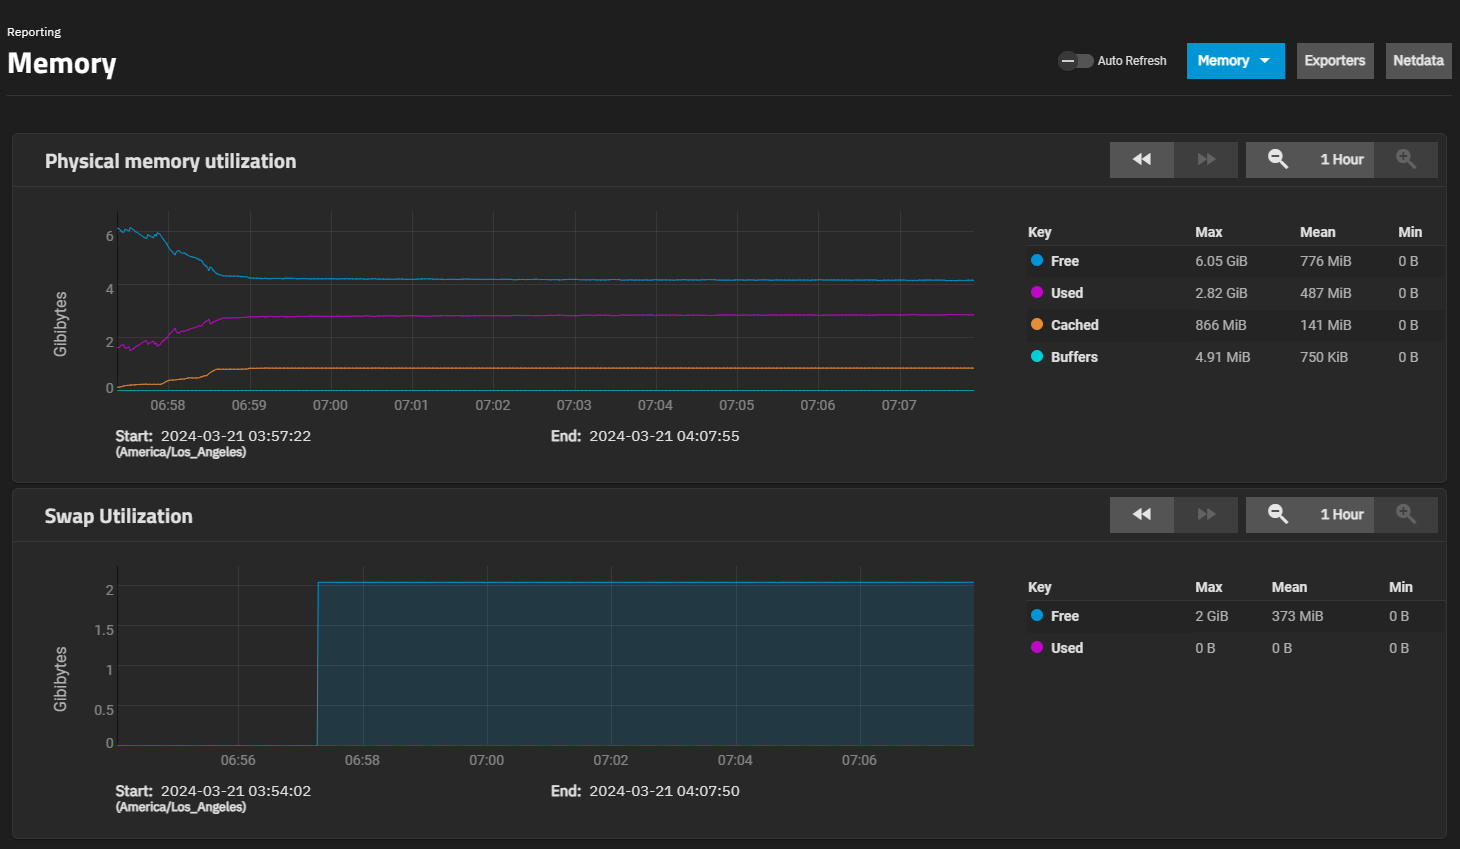 Reporting
Memory
Auto Refresh
Memory
Exporters
Netdata
Physical memory utilization
1 Hour
Gibibytes
6
4
2
0
06:58 06:59 07:00 07:01 07:02 07:03 07:04 07:05 07:06 07:07
Start: 2024-03-21 03:57:22
(America/Los_Angeles)
End: 2024-03-21 04:07:55
Key Max Mean Min
Free 6.05 GiB 776 MiB 0 B
Used 2.82 GiB 487 MiB 0 B
Cached 866 MiB 141 MiB 0 B
Buffers 4.91 MiB 750 KiB 0 B
Swap Utilization
1 Hour
Gibibytes
2
1.5
1
0.5
0
06:56 06:58 07:00 07:02 07:04 07:06
Start: 2024-03-21 03:54:02
(America/Los_Angeles)
End: 2024-03-21 04:07:50
Key Max Mean Min
Free 2 GiB 373 MiB 0 B
Used 0 B 0 B 0 B